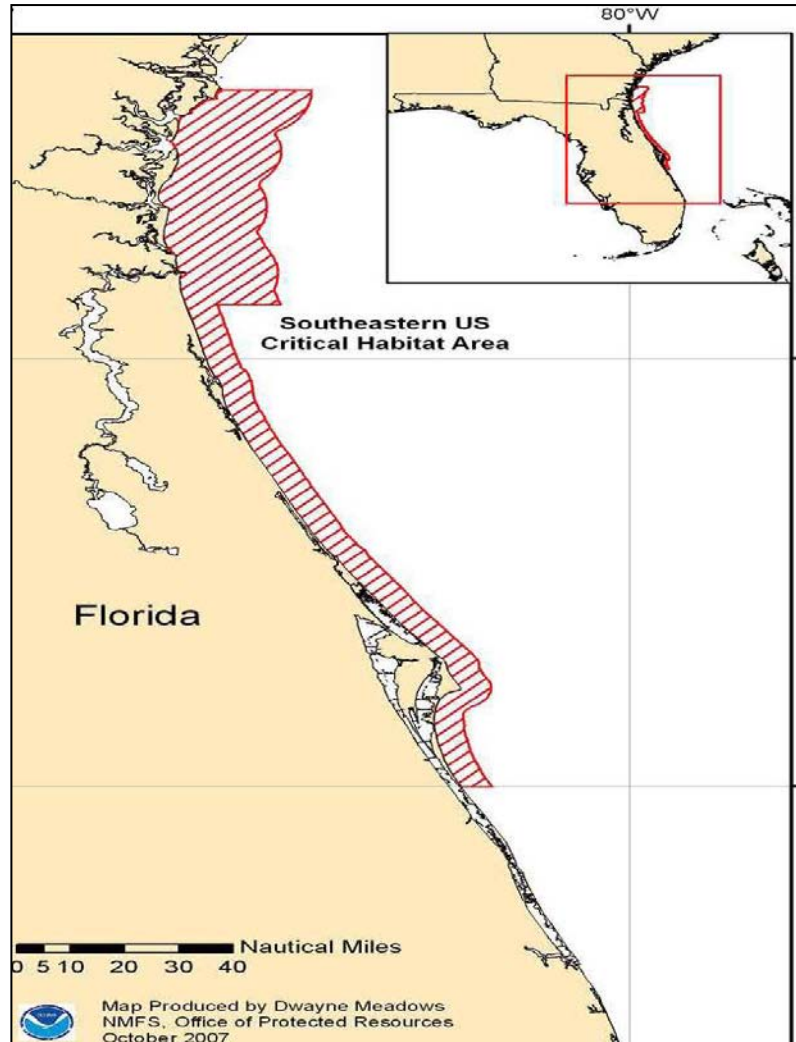 80°W
Southeastern US
Critical Habitat Area
Florida
Nautical Miles
0 5 10 20 30 40
Map Produced by Dwayne Meadows
NMFS, Office of Protected Resources
October 2007